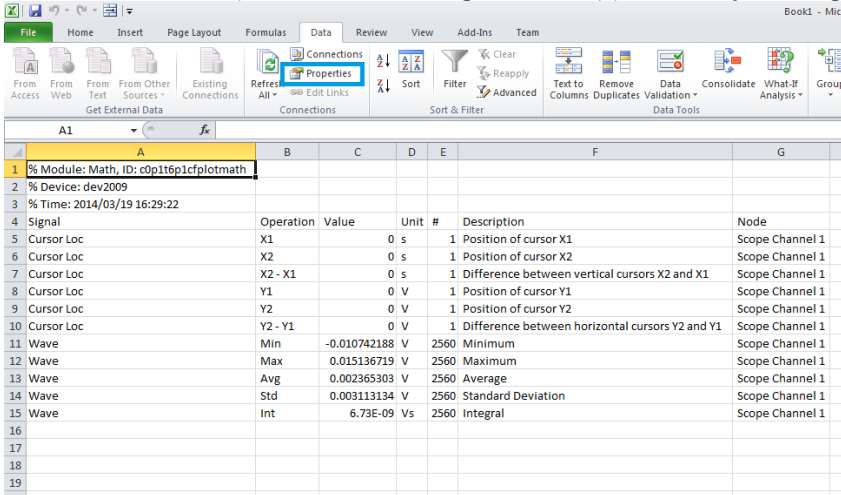 Book1 - Mic
File Home Insert Page Layout Formulas Data Review View Add-Ins Team
From Access
From Web
From Text
From Other Sources
Existing Connections
Get External Data
Refresh All
Connections
Properties
Edit Links
Connections
Sort
Filter
Clear
Reapply
Advanced
Sort & Filter
Text to Columns
Remove Duplicates
Data Validation
Consolidate
What-If Analysis
Group
Data Tools
A1 fx
A B C D E F G
1 % Module: Math, ID: c0p1t6p1cfplotmath
2 % Device: dev2009
3 % Time: 2014/03/19 16:29:22
4 Signal Operation Value Unit # Description Node
5 Cursor Loc X1 0 s 1 Position of cursor X1 Scope Channel 1
6 Cursor Loc X2 0 s 1 Position of cursor X2 Scope Channel 1
7 Cursor Loc X2 - X1 0 s 1 Difference between vertical cursors X2 and X1 Scope Channel 1
8 Cursor Loc Y1 0 V 1 Position of cursor Y1 Scope Channel 1
9 Cursor Loc Y2 0 V 1 Position of cursor Y2 Scope Channel 1
10 Cursor Loc Y2 - Y1 0 V 1 Difference between horizontal cursors Y2 and Y1 Scope Channel 1
11 Wave Min -0.010742188 V 2560 Minimum Scope Channel 1
12 Wave Max 0.015136719 V 2560 Maximum Scope Channel 1
13 Wave Avg 0.002365303 V 2560 Average Scope Channel 1
14 Wave Std 0.003113134 V 2560 Standard Deviation Scope Channel 1
15 Wave Int 6.73E-09 Vs 2560 Integral Scope Channel 1
16
17
18
19